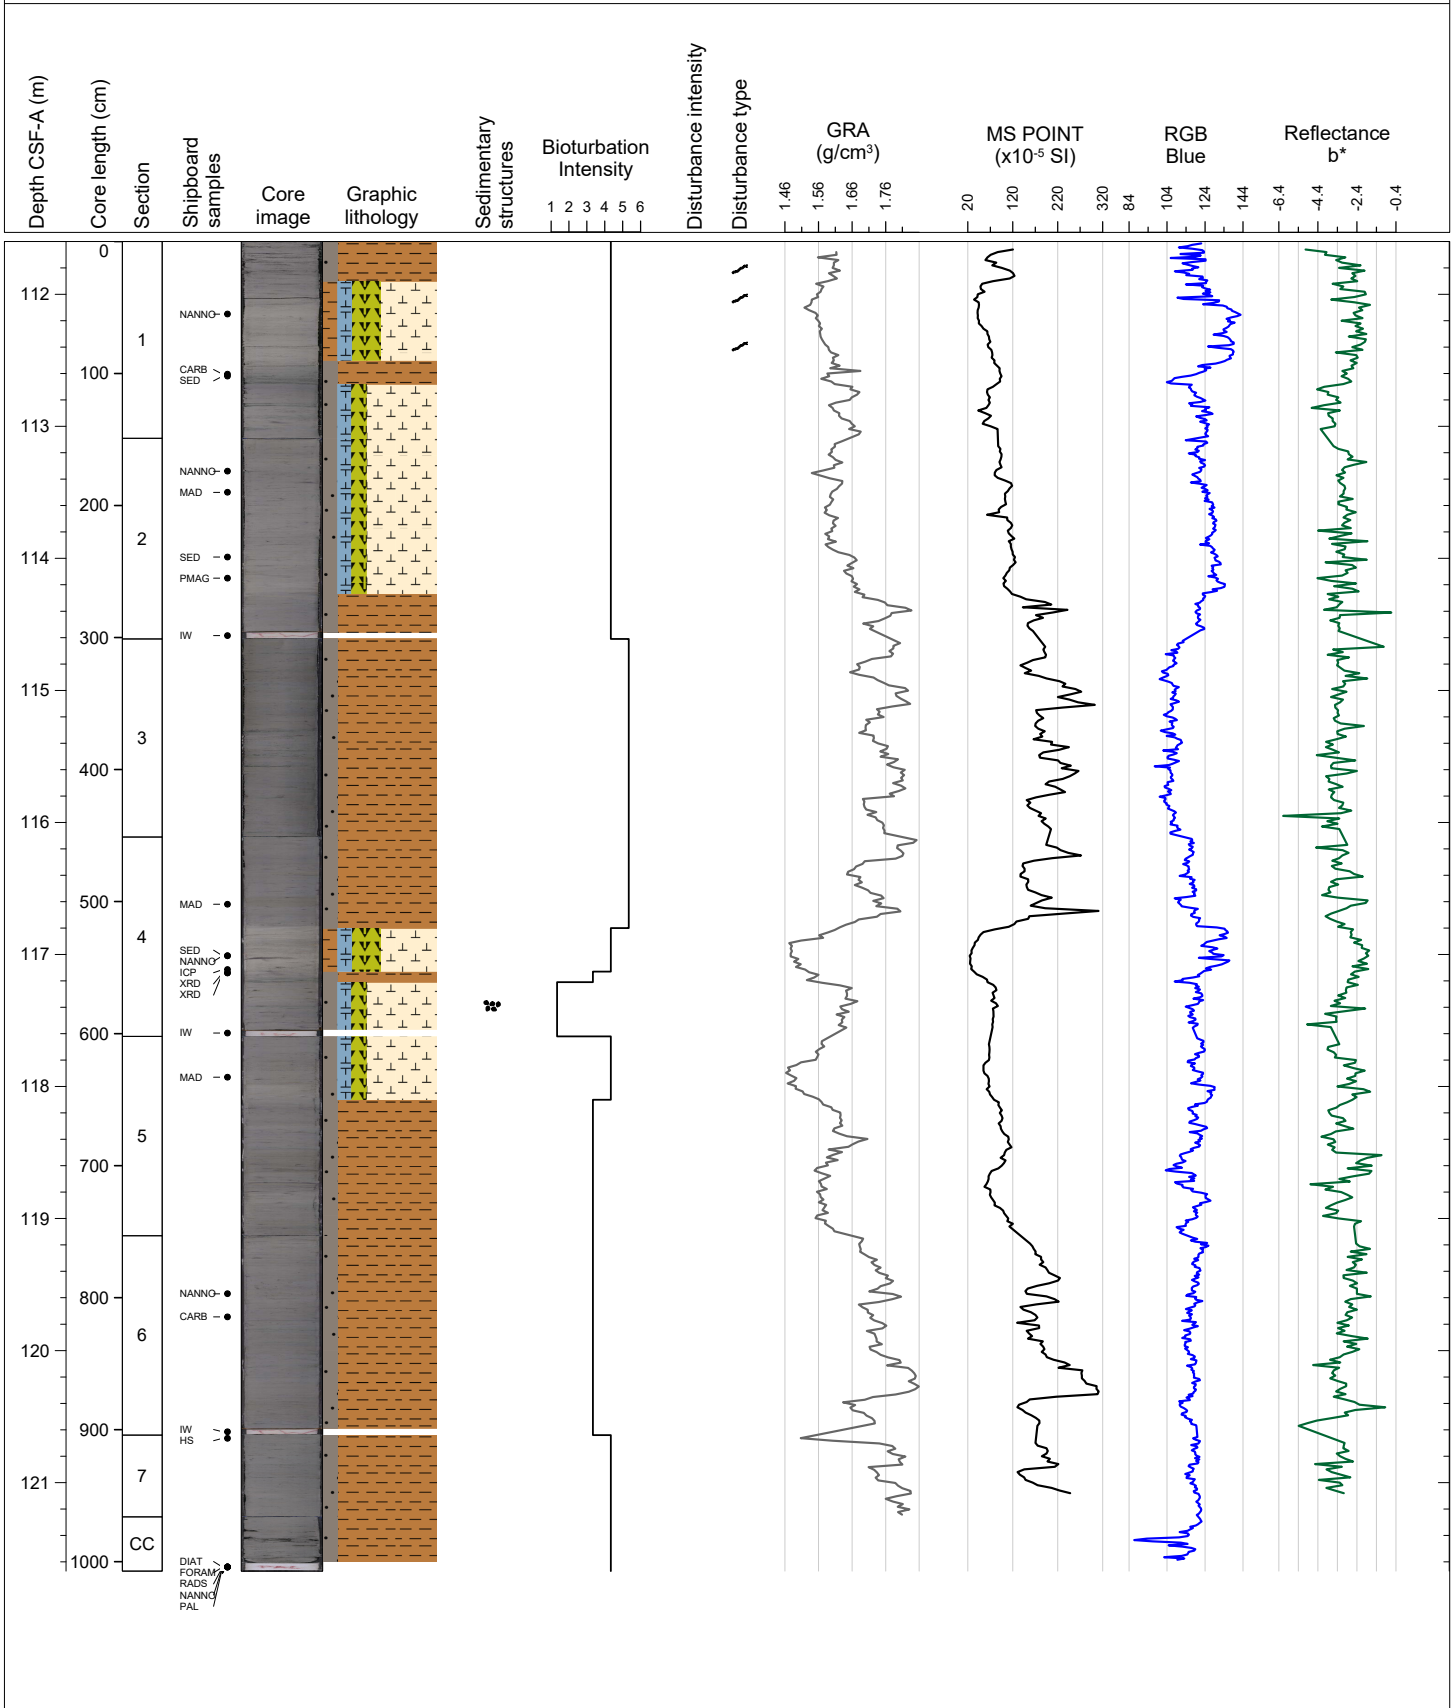 Depth CSF-A (m)
Core length (cm)
Section
Shipboard
samples
Core
image
Graphic
lithology
Sedimentary
structures
Bioturbation
Intensity
1 2 3 4 5 6
Disturbance intensity
Disturbance type
GRA
(g/cm³)
1.46 1.56 1.66 1.76
MS POINT
(x10⁻⁵ SI)
20 120 220 320
RGB
Blue
84 104 124 144
Reflectance
b*
-6.4 -4.4 -2.4 -0.4
0
112
NANNO
1
CARB
100
SED
113
NANNO
MAD
200
2
SED
114
PMAG
IW
300
115
3
400
116
MAD
500
4
SED
117
NANNO
ICP
XRD
XRD
IW
600
MAD
118
5
700
119
NANNO
800
CARB
6
120
IW
900
HS
7
121
CC
DIAT
1000
FORAM
RADS
NANNO
PAL